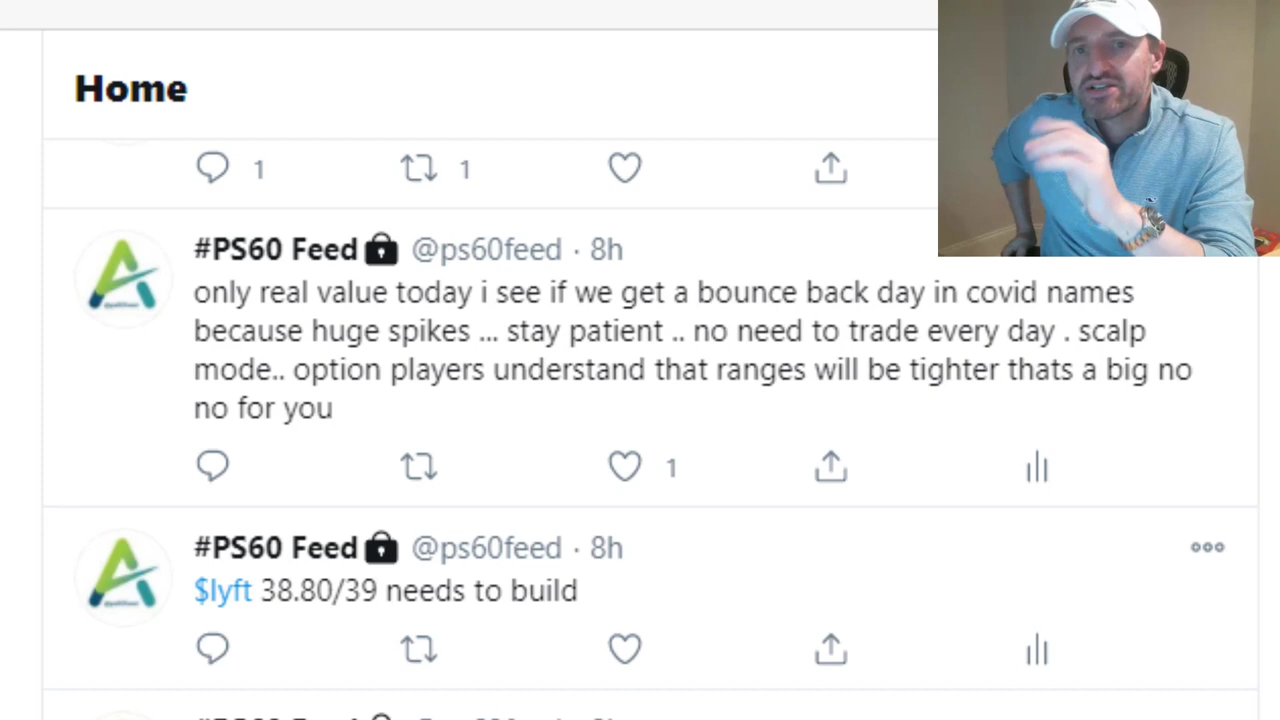 Home
1 1
#PS60 Feed @ps60feed · 8h
only real value today i see if we get a bounce back day in covid names
because huge spikes ... stay patient .. no need to trade every day . scalp
mode.. option players understand that ranges will be tighter thats a big no
no for you
1
#PS60 Feed @ps60feed · 8h
$lyft 38.80/39 needs to build